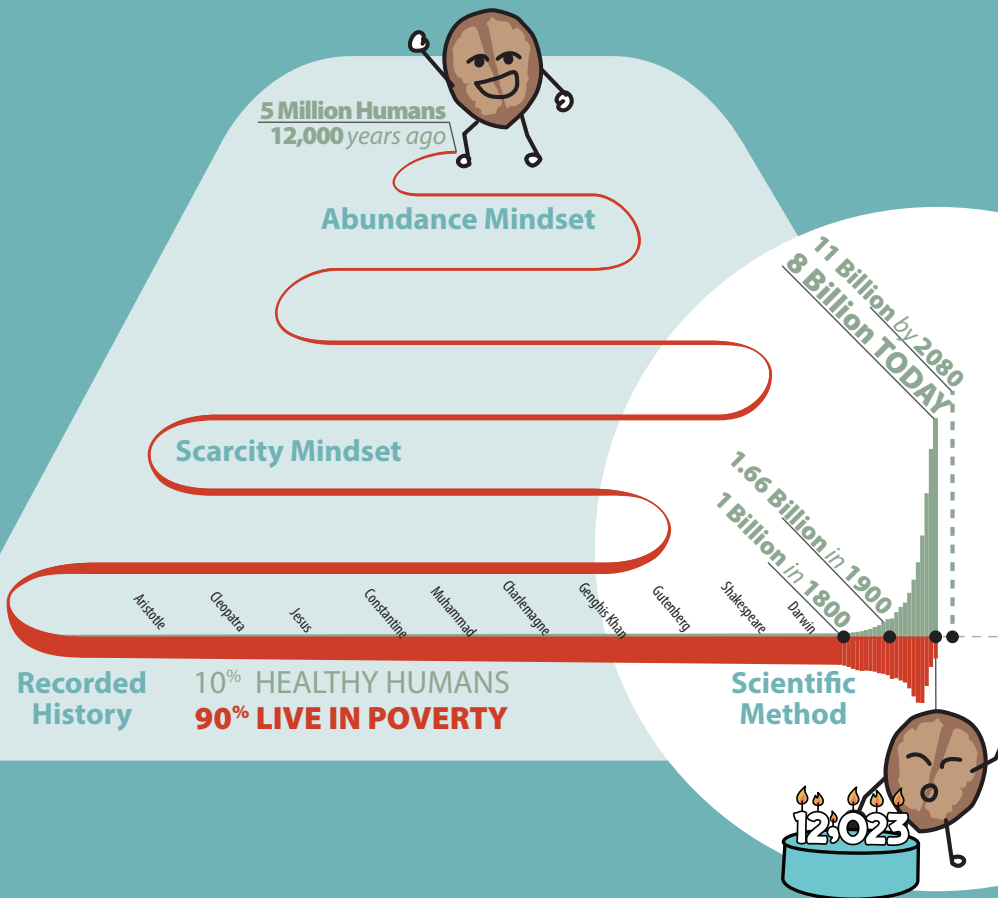 5 Million Humans
12,000 years ago
Abundance Mindset
11 Billion by 2080
8 Billion TODAY
Scarcity Mindset
1.66 Billion in 1900
1 Billion in 1800
Aristotle
Cleopatra
Jesus
Constantine
Muhammad
Charlemagne
Genghis Khan
Gutenberg
Shakespeare
Darwin
Recorded
History
10% HEALTHY HUMANS
90% LIVE IN POVERTY
Scientific
Method
12,023